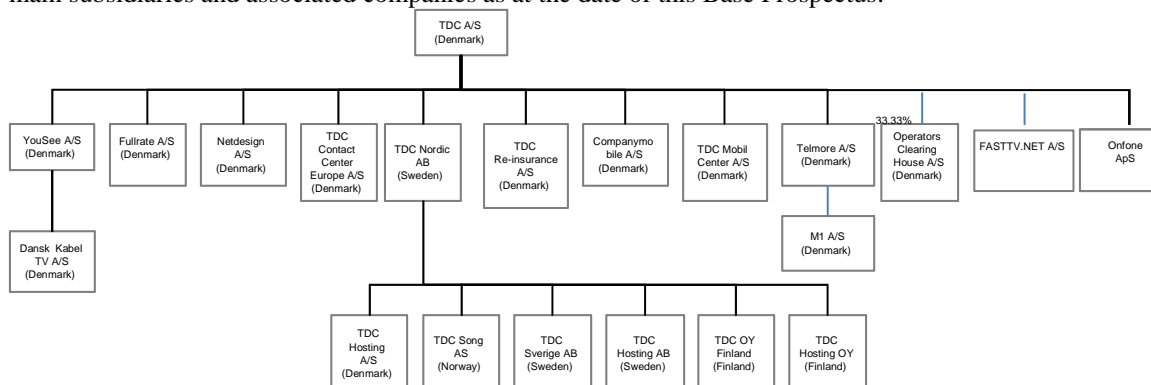 main subsidiaries and associated companies as at the date of this Base Prospectus:
TDC A/S
(Denmark)
YouSee A/S
(Denmark)
Fullrate A/S
(Denmark)
Netdesign
A/S
(Denmark)
TDC
Contact
Center
Europe A/S
(Denmark)
TDC Nordic
AB
(Sweden)
TDC
Re-insurance
A/S
(Denmark)
Companymo
bile A/S
(Denmark)
TDC Mobil
Center A/S
(Denmark)
Telmore A/S
(Denmark)
33.33%
Operators
Clearing
House A/S
(Denmark)
FASTTV.NET A/S
Onfone
ApS
Dansk Kabel
TV A/S
(Denmark)
M1 A/S
(Denmark)
TDC
Hosting
A/S
(Denmark)
TDC Song
AS
(Norway)
TDC
Sverige AB
(Sweden)
TDC
Hosting AB
(Sweden)
TDC OY
Finland
(Finland)
TDC
Hosting OY
(Finland)